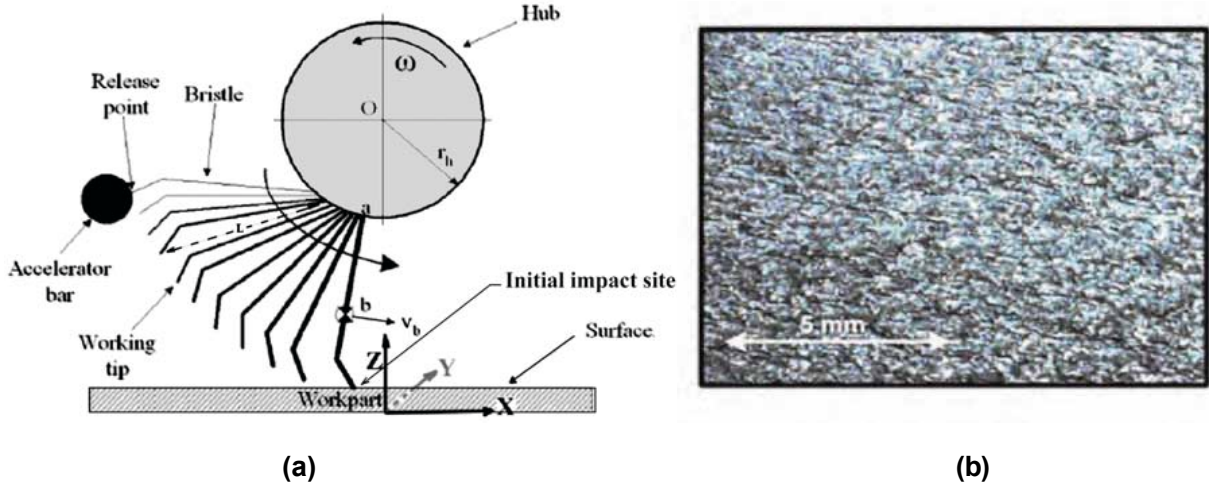 Hub
ω
Release
point
Bristle
O
r_h
a
L
Accelerator
bar
Initial impact site
b
v_b
Working
tip
Surface
Z
Y
Workpart
X
5 mm
(a)
(b)